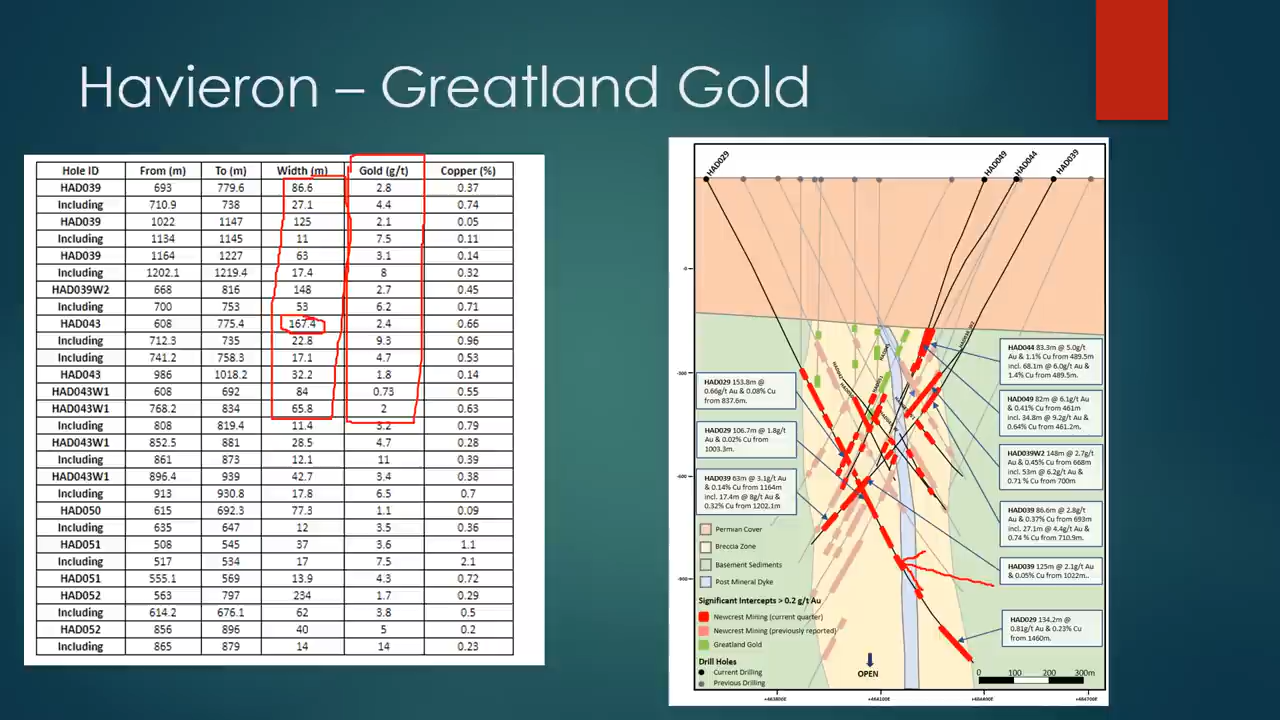 Havieron – Greatland Gold
Hole ID From (m) To (m) Width (m) Gold (g/t) Copper (%)
HAD039 693 779.6 86.6 2.8 0.37
Including 710.9 738 27.1 4.4 0.74
HAD039 1022 1147 125 2.1 0.05
Including 1134 1145 11 7.5 0.11
HAD039 1164 1227 63 3.1 0.14
Including 1202.1 1219.4 17.4 8 0.32
HAD039W2 668 816 148 2.7 0.45
Including 700 753 53 6.2 0.71
HAD043 608 775.4 167.4 2.4 0.66
Including 712.3 735 22.8 9.3 0.96
Including 741.2 758.3 17.1 4.7 0.53
HAD043 986 1018.2 32.2 1.8 0.14
HAD043W1 608 692 84 0.73 0.55
HAD043W1 768.2 834 65.8 2 0.63
Including 808 819.4 11.4 3.2 0.79
HAD043W1 852.5 881 28.5 4.7 0.28
Including 861 873 12.1 11 0.39
HAD043W1 896.4 939 42.7 3.4 0.38
Including 913 930.8 17.8 6.5 0.7
HAD050 615 692.3 77.3 1.1 0.09
Including 635 647 12 3.5 0.36
HAD051 508 545 37 3.6 1.1
Including 517 534 17 7.5 2.1
HAD051 555.1 569 13.9 4.3 0.72
HAD052 563 797 234 1.7 0.29
Including 614.2 676.1 62 3.8 0.5
HAD052 856 896 40 5 0.2
Including 865 879 14 14 0.23
HAD029
HAD049
HAD044
HAD039
HAD044 83.3m @ 5.0g/t
Au & 1.1% Cu from 489.5m
incl. 68.1m @ 6.0g/t Au &
1.4% Cu from 489.5m.
HAD029 153.8m @
0.66g/t Au & 0.08% Cu
from 837.6m.
HAD049 82m @ 6.1g/t Au
& 0.41% Cu from 461m
incl. 34.8m @ 9.2g/t Au &
0.64% Cu from 461.2m.
HAD029 106.7m @ 1.8g/t
Au & 0.02% Cu from
1003.3m.
HAD039W2 148m @ 2.7g/t
Au & 0.45% Cu from 668m
incl. 53m @ 6.2g/t Au &
0.71 % Cu from 700m
HAD039 63m @ 3.1g/t Au
& 0.14% Cu from 1164m
incl. 17.4m @ 8g/t Au &
0.32% Cu from 1202.1m
HAD039 86.6m @ 2.8g/t
Au & 0.37% Cu from 693m
incl. 27.1m @ 4.4g/t Au &
0.74 % Cu from 710.9m.
HAD039 125m @ 2.1g/t Au
& 0.05% Cu from 1022m..
HAD029 134.2m @
0.81g/t Au & 0.23% Cu
from 1460m.
Permian Cover
Breccia Zone
Basement Sediments
Post Mineral Dyke
Significant Intercepts > 0.2 g/t Au
Newcrest Mining (current quarter)
Newcrest Mining (previously reported)
Greatland Gold
Drill Holes
Current Drilling
Previous Drilling
OPEN
0 100 200 300m